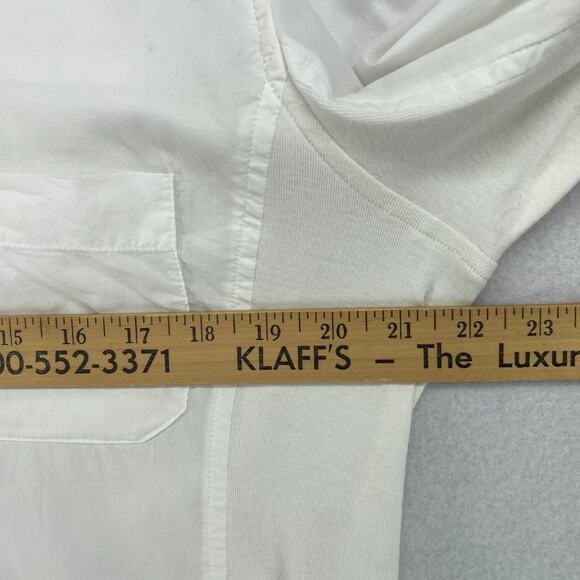 15 16 17 18 19 20 21 22 23
00-552-3371 KLAFF'S – The Luxur